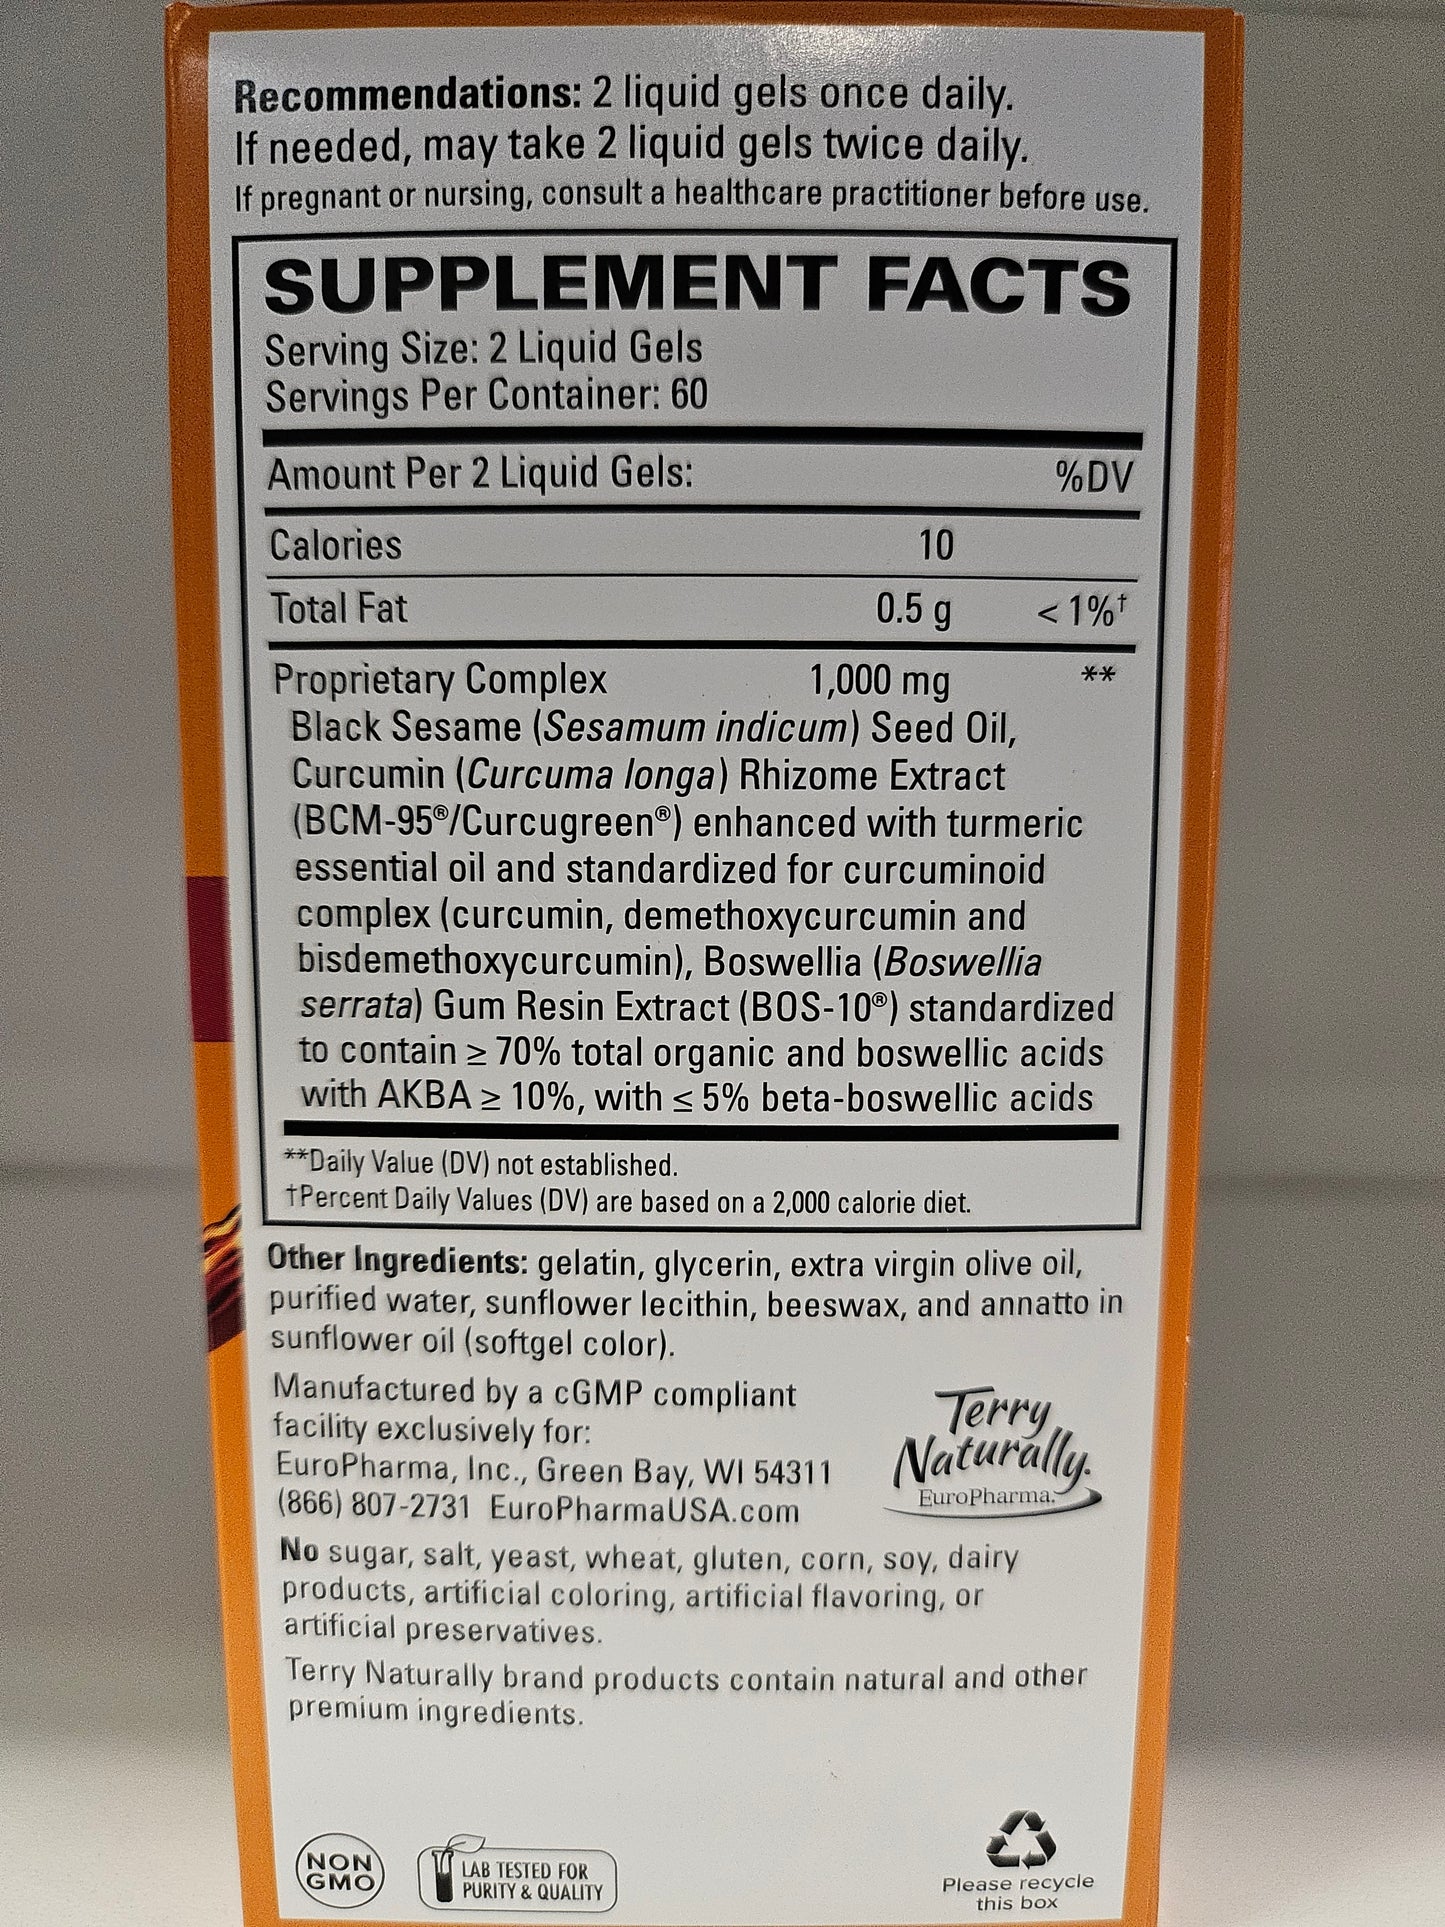 Recommendations: 2 liquid gels once daily.
If needed, may take 2 liquid gels twice daily.
If pregnant or nursing, consult a healthcare practitioner before use.
SUPPLEMENT FACTS
Serving Size: 2 Liquid Gels
Servings Per Container: 60
Amount Per 2 Liquid Gels: %DV
Calories 10
Total Fat 0.5 g < 1%†
Proprietary Complex 1,000 mg **
Black Sesame (Sesamum indicum) Seed Oil,
Curcumin (Curcuma longa) Rhizome Extract
(BCM-95®/Curcugreen®) enhanced with turmeric
essential oil and standardized for curcuminoid
complex (curcumin, demethoxycurcumin and
bisdemethoxycurcumin), Boswellia (Boswellia
serrata) Gum Resin Extract (BOS-10®) standardized
to contain ≥ 70% total organic and boswellic acids
with AKBA ≥ 10%, with ≤ 5% beta-boswellic acids
**Daily Value (DV) not established.
†Percent Daily Values (DV) are based on a 2,000 calorie diet.
Other Ingredients: gelatin, glycerin, extra virgin olive oil,
purified water, sunflower lecithin, beeswax, and annatto in
sunflower oil (softgel color).
Manufactured by a cGMP compliant
facility exclusively for:
EuroPharma, Inc., Green Bay, WI 54311
(866) 807-2731 EuroPharmaUSA.com
Terry
Naturally.
EuroPharma.
No sugar, salt, yeast, wheat, gluten, corn, soy, dairy
products, artificial coloring, artificial flavoring, or
artificial preservatives.
Terry Naturally brand products contain natural and other
premium ingredients.
NON
GMO
LAB TESTED FOR
PURITY & QUALITY
Please recycle
this box